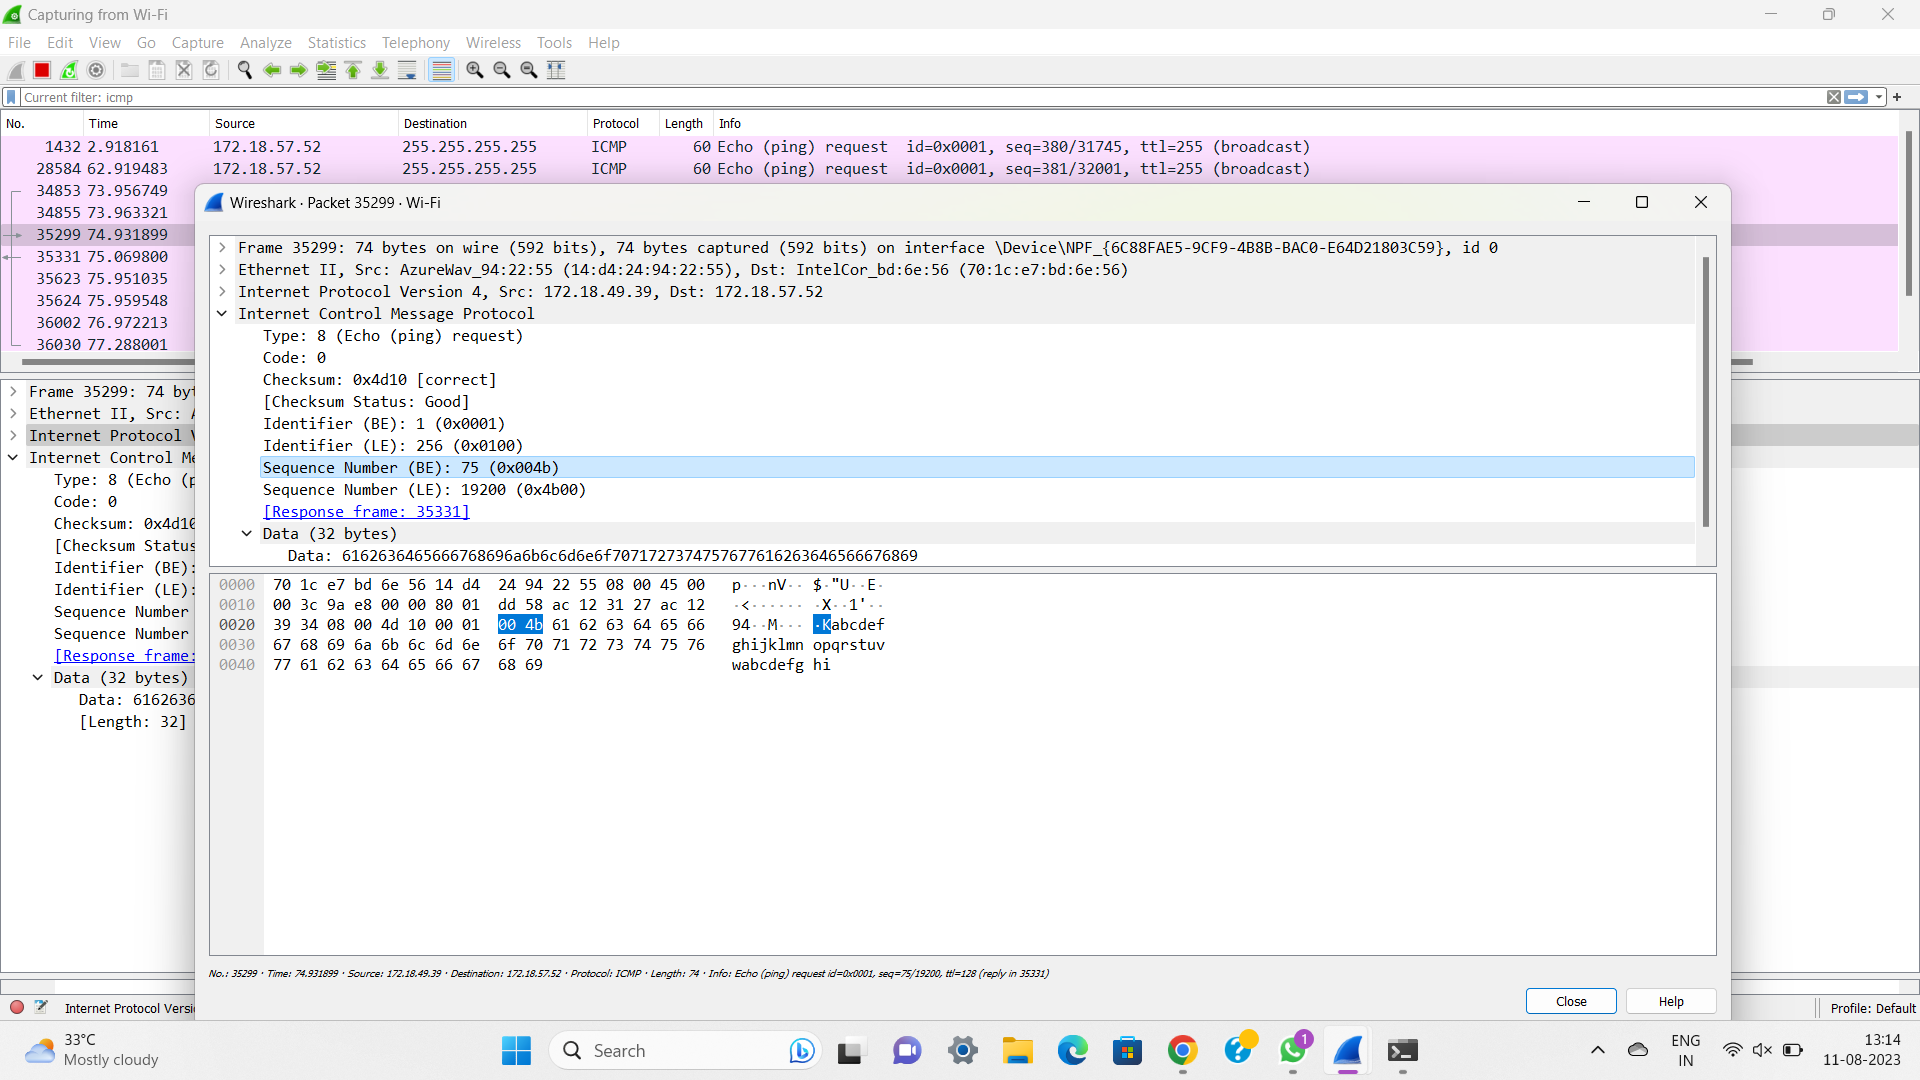 Capturing from Wi-Fi
File Edit View Go Capture Analyze Statistics Telephony Wireless Tools Help
Current filter: icmp
No. Time Source Destination Protocol Length Info
1432 2.918161 172.18.57.52 255.255.255.255 ICMP 60 Echo (ping) request id=0x0001, seq=380/31745, ttl=255 (broadcast)
28584 62.919483 172.18.57.52 255.255.255.255 ICMP 60 Echo (ping) request id=0x0001, seq=381/32001, ttl=255 (broadcast)
34853 73.956749
34855 73.963321
35299 74.931899
35331 75.069800
35623 75.951035
35624 75.959548
36002 76.972213
36030 77.288001
Frame 35299: 74 byt
Ethernet II, Src: A
Internet Protocol V
Internet Control Me
Type: 8 (Echo (p
Code: 0
Checksum: 0x4d10
[Checksum Status
Identifier (BE):
Identifier (LE):
Sequence Number
Sequence Number
[Response frame:
Data (32 bytes)
Data: 6162636
[Length: 32]
Wireshark · Packet 35299 · Wi-Fi
Frame 35299: 74 bytes on wire (592 bits), 74 bytes captured (592 bits) on interface \Device\NPF_{6C88FAE5-9CF9-4B8B-BAC0-E64D21803C59}, id 0
Ethernet II, Src: AzureWav_94:22:55 (14:d4:24:94:22:55), Dst: IntelCor_bd:6e:56 (70:1c:e7:bd:6e:56)
Internet Protocol Version 4, Src: 172.18.49.39, Dst: 172.18.57.52
Internet Control Message Protocol
Type: 8 (Echo (ping) request)
Code: 0
Checksum: 0x4d10 [correct]
[Checksum Status: Good]
Identifier (BE): 1 (0x0001)
Identifier (LE): 256 (0x0100)
Sequence Number (BE): 75 (0x004b)
Sequence Number (LE): 19200 (0x4b00)
[Response frame: 35331]
Data (32 bytes)
Data: 6162636465666768696a6b6c6d6e6f7071727374757677616263646566676869
0000 70 1c e7 bd 6e 56 14 d4 24 94 22 55 08 00 45 00 p···nV·· $·"U··E·
0010 00 3c 9a e8 00 00 80 01 dd 58 ac 12 31 27 ac 12 ·<······ ·X··1'··
0020 39 34 08 00 4d 10 00 01 00 4b 61 62 63 64 65 66 94··M··· ·Kabcdef
0030 67 68 69 6a 6b 6c 6d 6e 6f 70 71 72 73 74 75 76 ghijklmn opqrstuv
0040 77 61 62 63 64 65 66 67 68 69 wabcdefg hi
No.: 35299 · Time: 74.931899 · Source: 172.18.49.39 · Destination: 172.18.57.52 · Protocol: ICMP · Length: 74 · Info: Echo (ping) request id=0x0001, seq=75/19200, ttl=128 (reply in 35331)
Close Help
Internet Protocol Versi Profile: Default
33°C
Mostly cloudy
Search
1
ENG
IN
13:14
11-08-2023